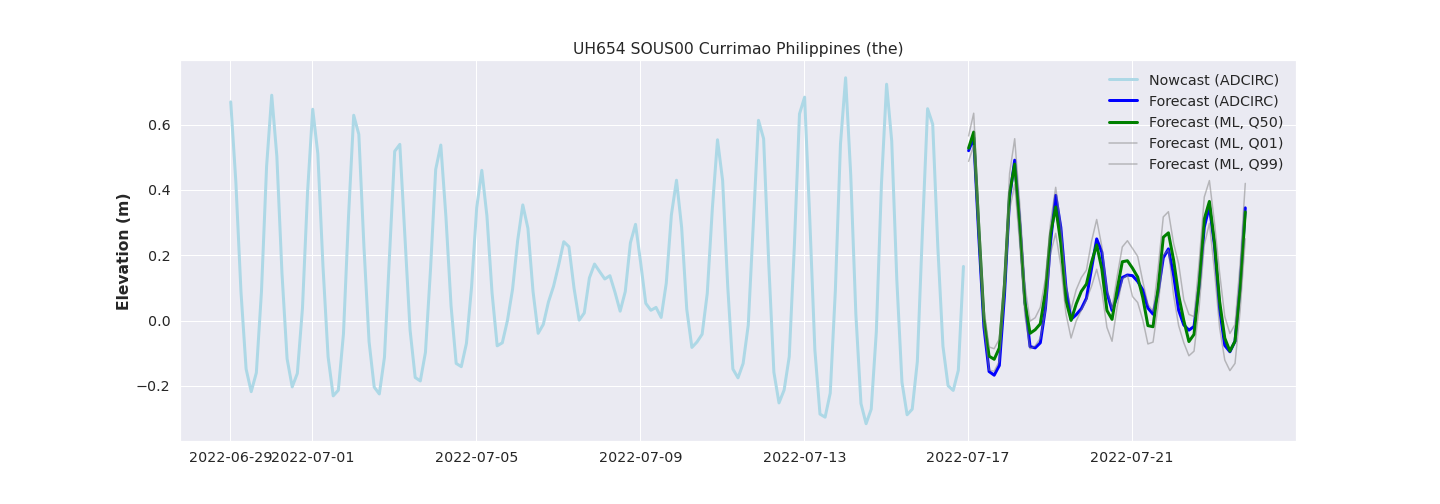 UH654 SOUS00 Currimao Philippines (the)
Nowcast (ADCIRC)
Forecast (ADCIRC)
Forecast (ML, Q50)
Forecast (ML, Q01)
Forecast (ML, Q99)
Elevation (m)
0.6
0.4
0.2
0.0
−0.2
2022-06-29 2022-07-01 2022-07-05 2022-07-09 2022-07-13 2022-07-17 2022-07-21